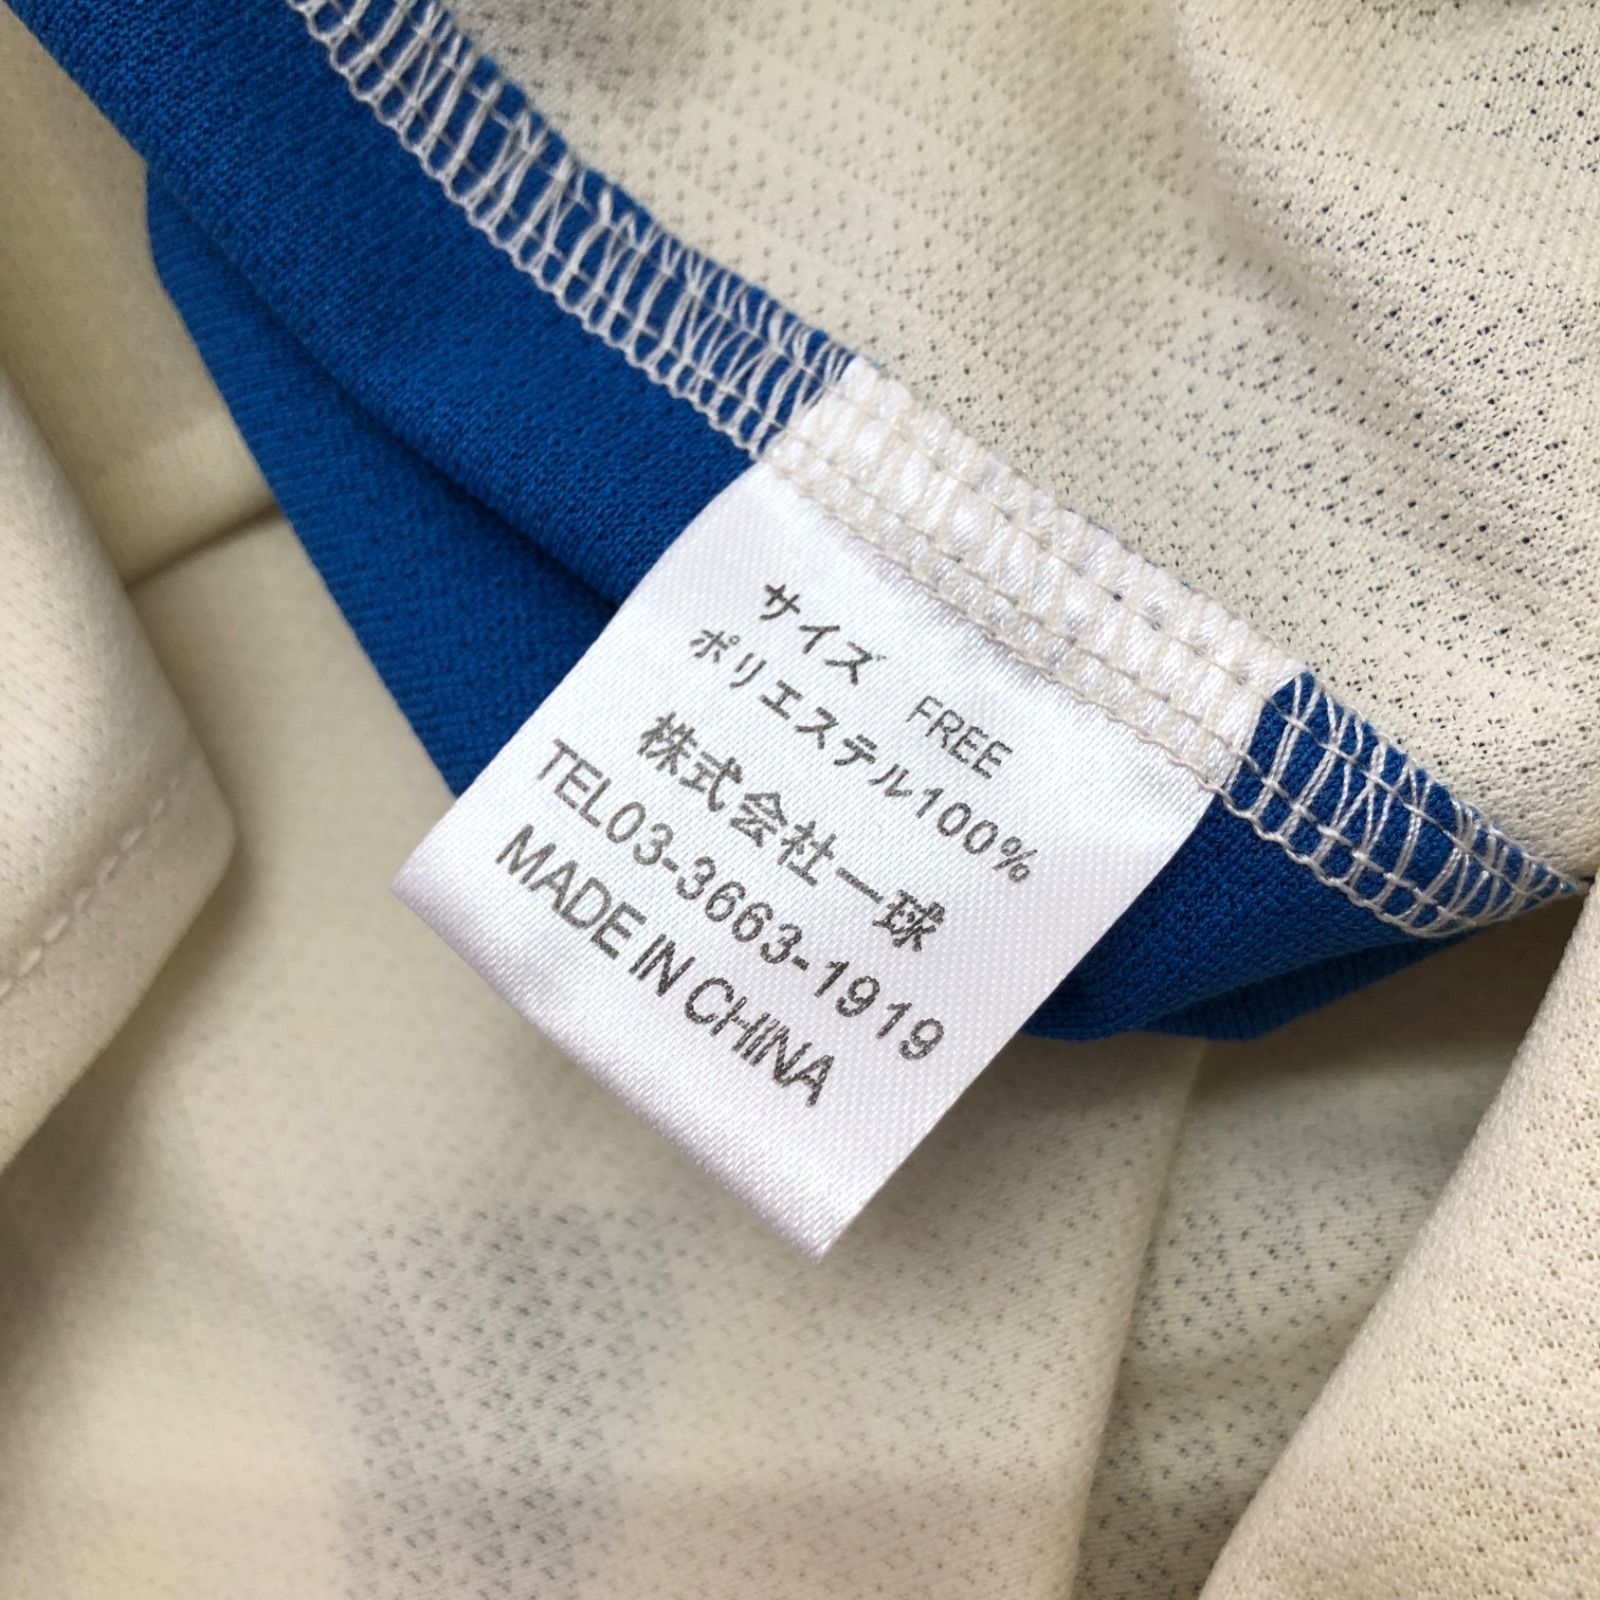 サイズ FREE
ポリエステル100%
株式会社一球
TEL03-3663-1919
MADE IN CHINA